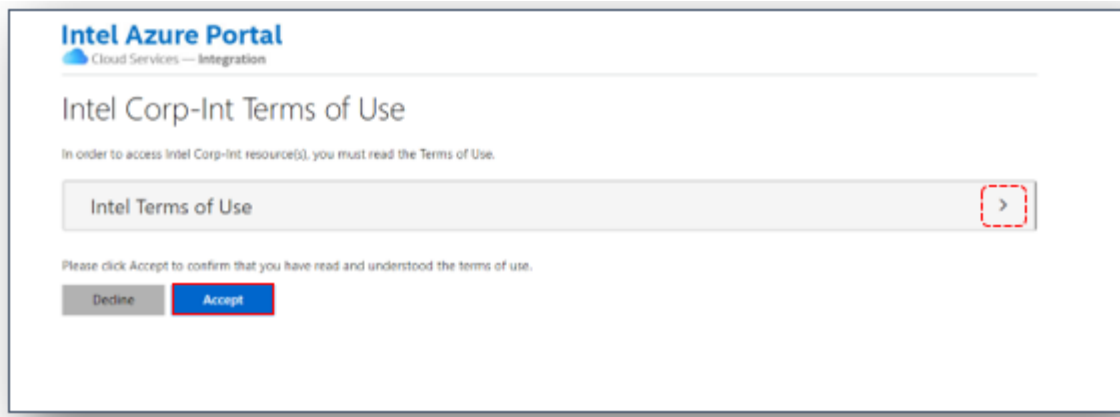 Intel Azure Portal
Cloud Services — Integration
Intel Corp-Int Terms of Use
In order to access Intel Corp-Int resource(s), you must read the Terms of Use.
Intel Terms of Use
Please click Accept to confirm that you have read and understood the terms of use.
Decline Accept